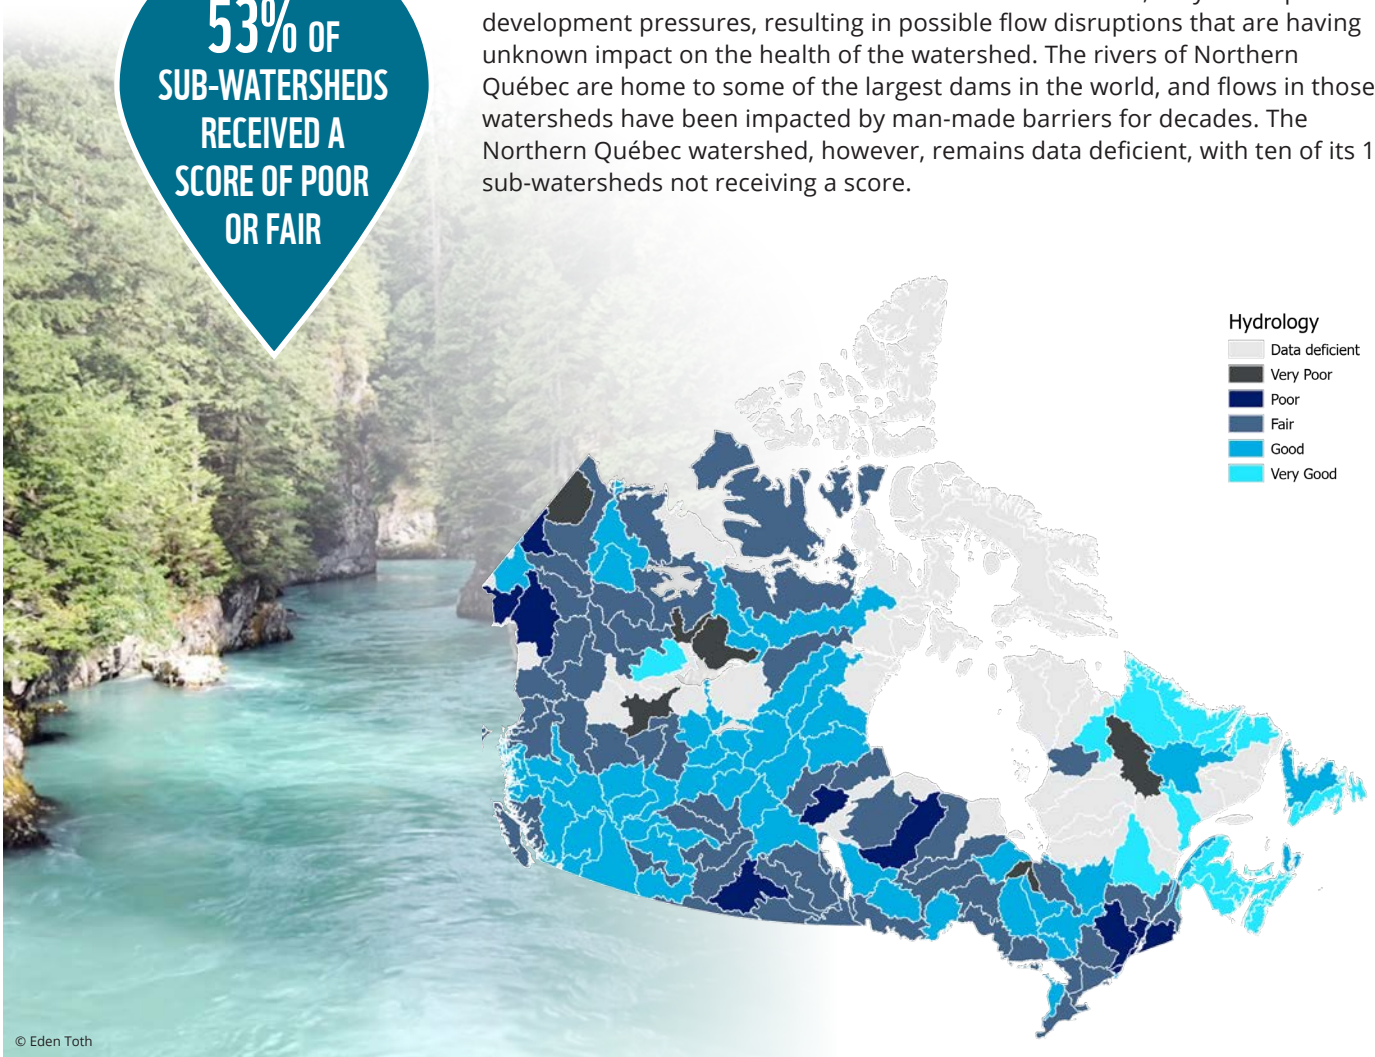 53% OF
SUB-WATERSHEDS
RECEIVED A
SCORE OF POOR
OR FAIR
development pressures, resulting in possible flow disruptions that are having
unknown impact on the health of the watershed. The rivers of Northern
Québec are home to some of the largest dams in the world, and flows in those
watersheds have been impacted by man-made barriers for decades. The
Northern Québec watershed, however, remains data deficient, with ten of its 1
sub-watersheds not receiving a score.
Hydrology
Data deficient
Very Poor
Poor
Fair
Good
Very Good
© Eden Toth